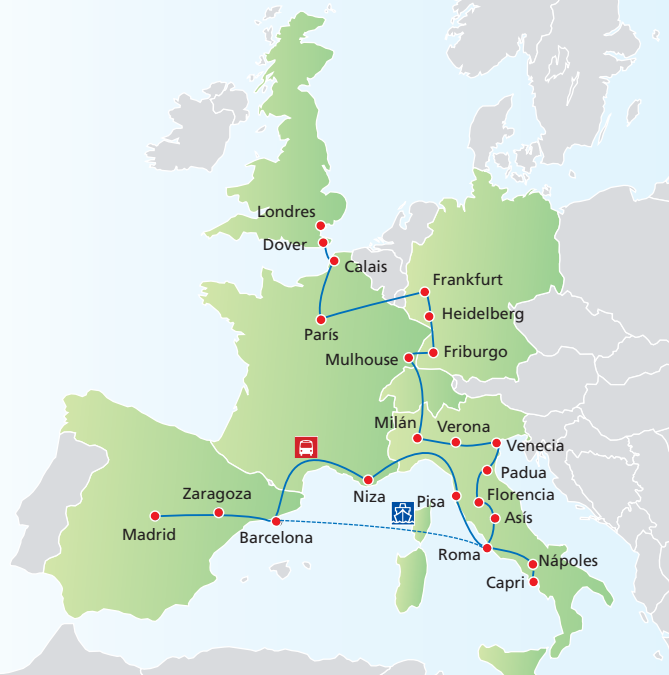 Londres
Dover
Calais
Frankfurt
Heidelberg
París
Friburgo
Mulhouse
Milán
Verona
Venecia
Padua
Niza
Pisa
Florencia
Zaragoza
Asís
Madrid
Barcelona
Roma
Nápoles
Capri